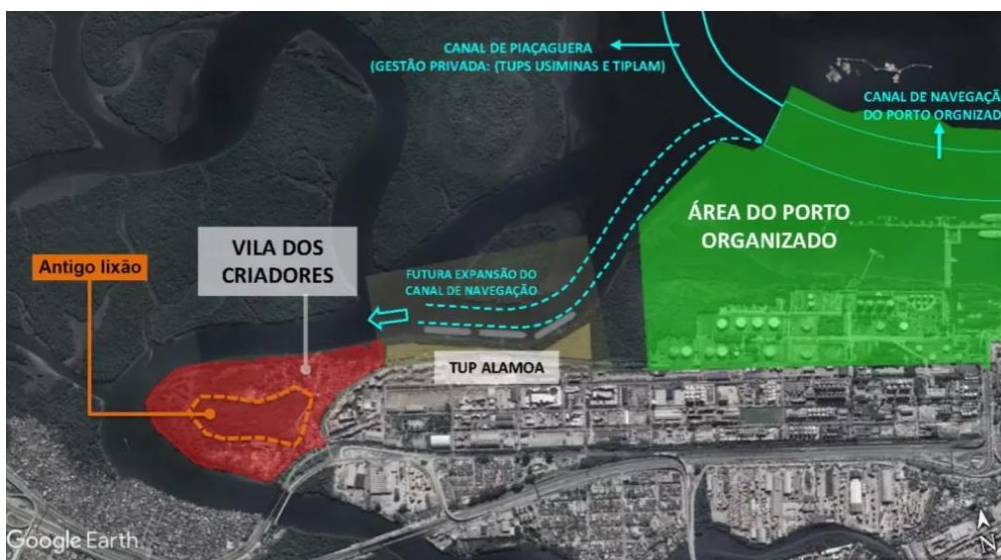 CANAL DE PIAÇAGUERA
(GESTÃO PRIVADA: (TUPS USIMINAS E TIPLAM)
CANAL DE NAVEGAÇÃ
DO PORTO ORGNIZAD
ÁREA DO PORTO
ORGANIZADO
VILA DOS
CRIADORES
Antigo lixão
FUTURA EXPANSÃO DO
CANAL DE NAVEGAÇÃO
TUP ALAMOA
Google Earth
N